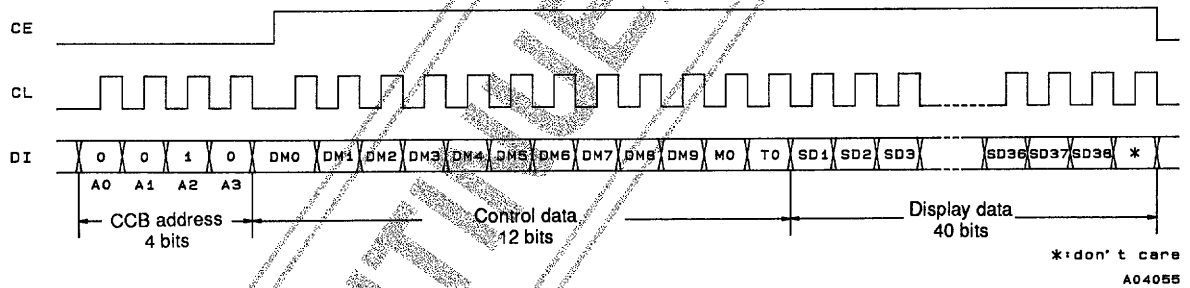 CE
CL
DI 0 0 1 0 DM0 DM1 DM2 DM3 DM4 DM5 DM6 DM7 DM8 DM9 M0 T0 SD1 SD2 SD3 SD36 SD37 SD38 *
A0 A1 A2 A3
CCB address
4 bits
Control data
12 bits
Display data
40 bits
*:don't care
A04055